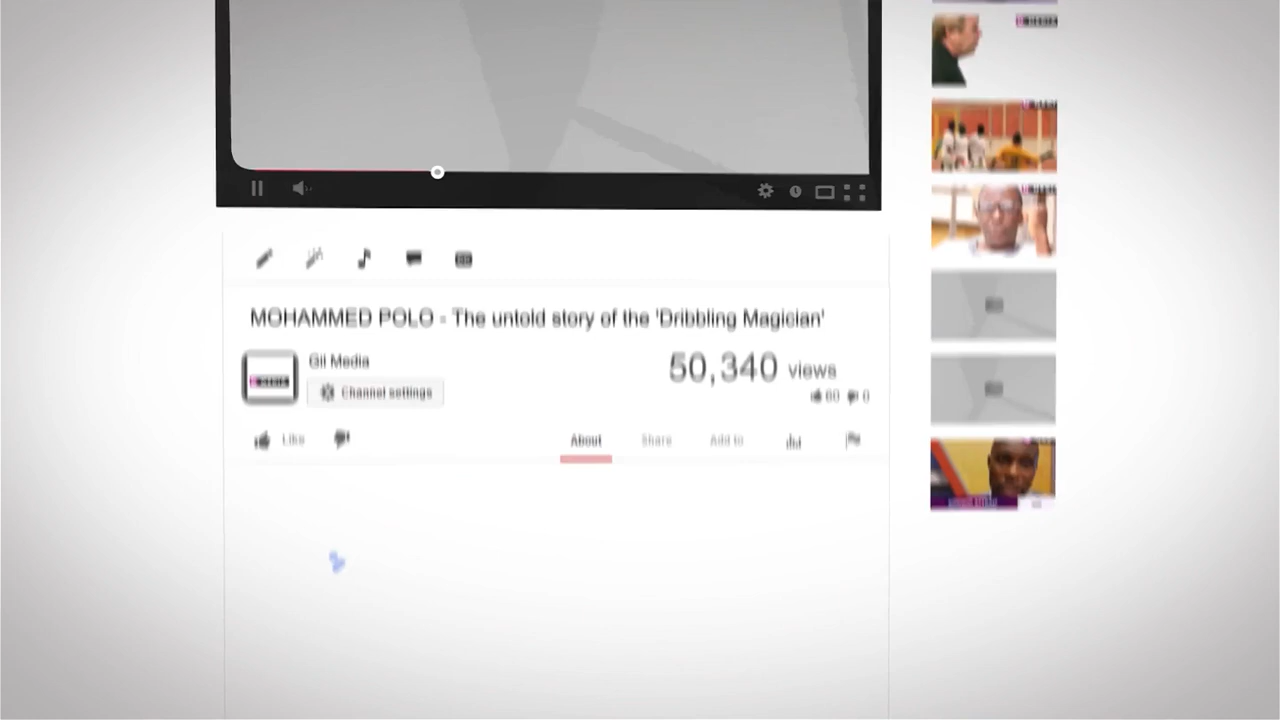 MOHAMMED POLO - The untold story of the 'Dribbling Magician'
Gil Media
Channel settings
50,340 views
60 0
Like
About Share Add to